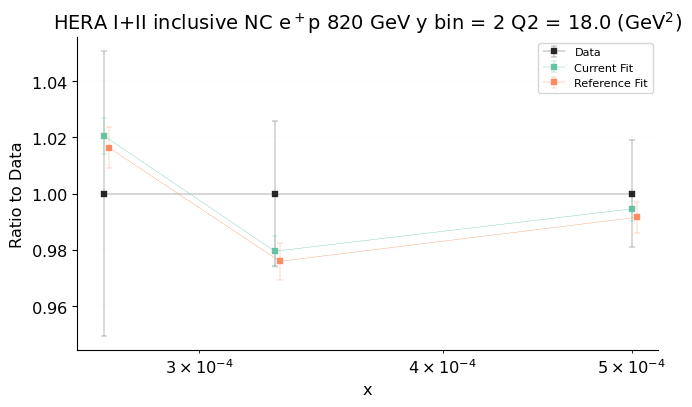 HERA I+II inclusive NC e⁺p 820 GeV y bin = 2 Q2 = 18.0 (GeV²)
Data
Current Fit
Reference Fit
Ratio to Data
1.04
1.02
1.00
0.98
0.96
3 × 10⁻⁴
4 × 10⁻⁴
5 × 10⁻⁴
x